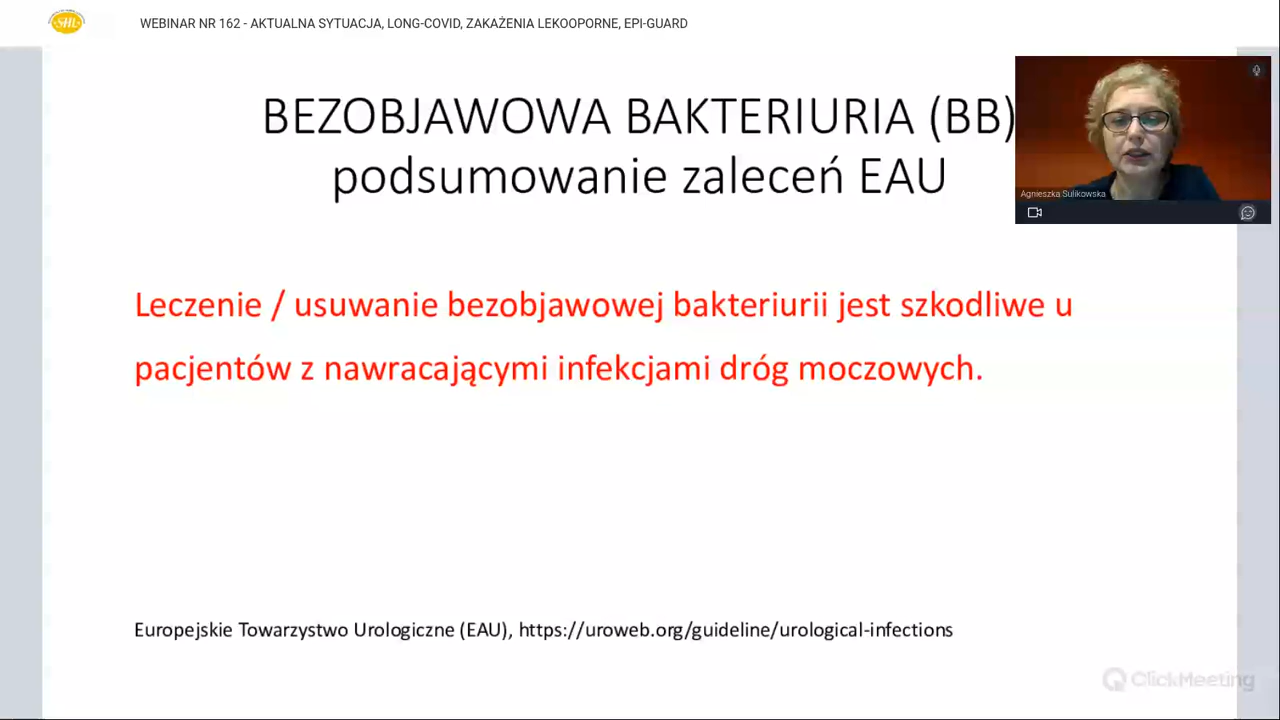 SHL
WEBINAR NR 162 - AKTUALNA SYTUACJA, LONG-COVID, ZAKAŻENIA LEKOOPORNE, EPI-GUARD
BEZOBJAWOWA BAKTERIURIA (BB)
podsumowanie zaleceń EAU
Agnieszka Sulikowska
Leczenie / usuwanie bezobjawowej bakteriurii jest szkodliwe u
pacjentów z nawracającymi infekcjami dróg moczowych.
Europejskie Towarzystwo Urologiczne (EAU), https://uroweb.org/guideline/urological-infections
ClickMeeting